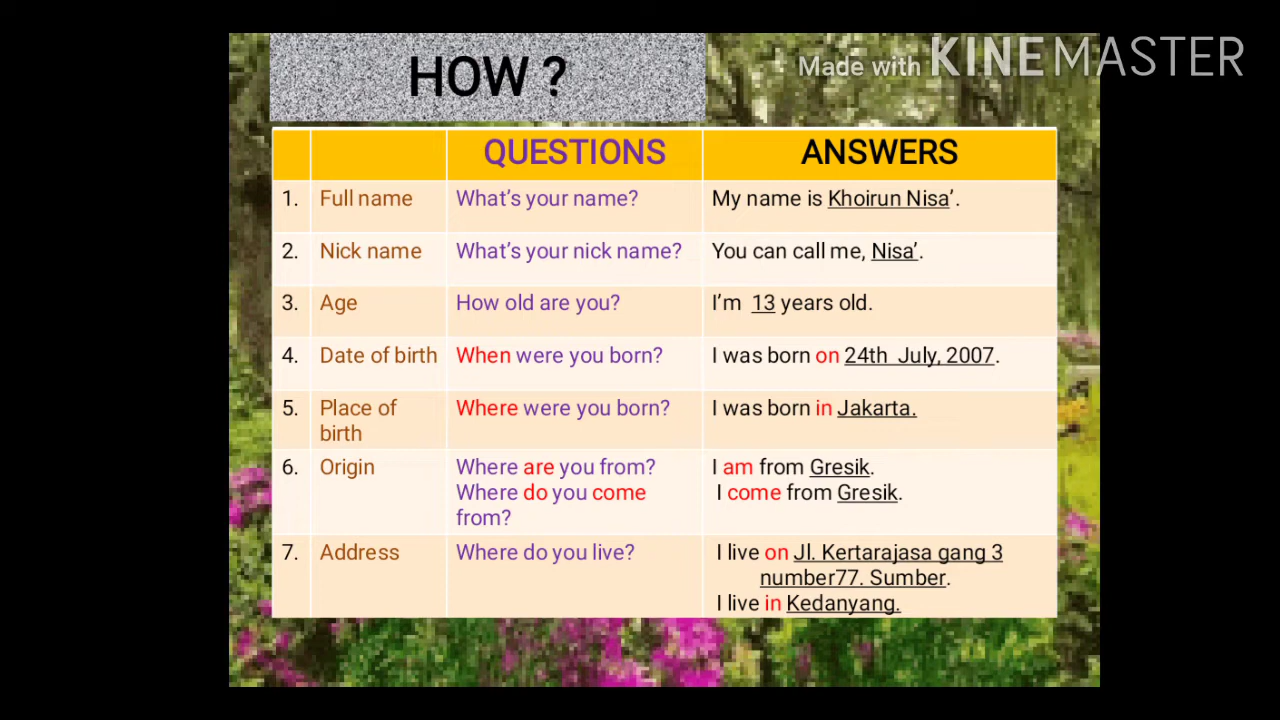 HOW ?
Made with KINEMASTER
QUESTIONS ANSWERS
1. Full name What's your name? My name is Khoirun Nisa'.
2. Nick name What's your nick name? You can call me, Nisa'.
3. Age How old are you? I'm 13 years old.
4. Date of birth When were you born? I was born on 24th July, 2007.
5. Place of Where were you born? I was born in Jakarta.
birth
6. Origin Where are you from? I am from Gresik.
Where do you come I come from Gresik.
from?
7. Address Where do you live? I live on Jl. Kertarajasa gang 3
number77. Sumber.
I live in Kedanyang.